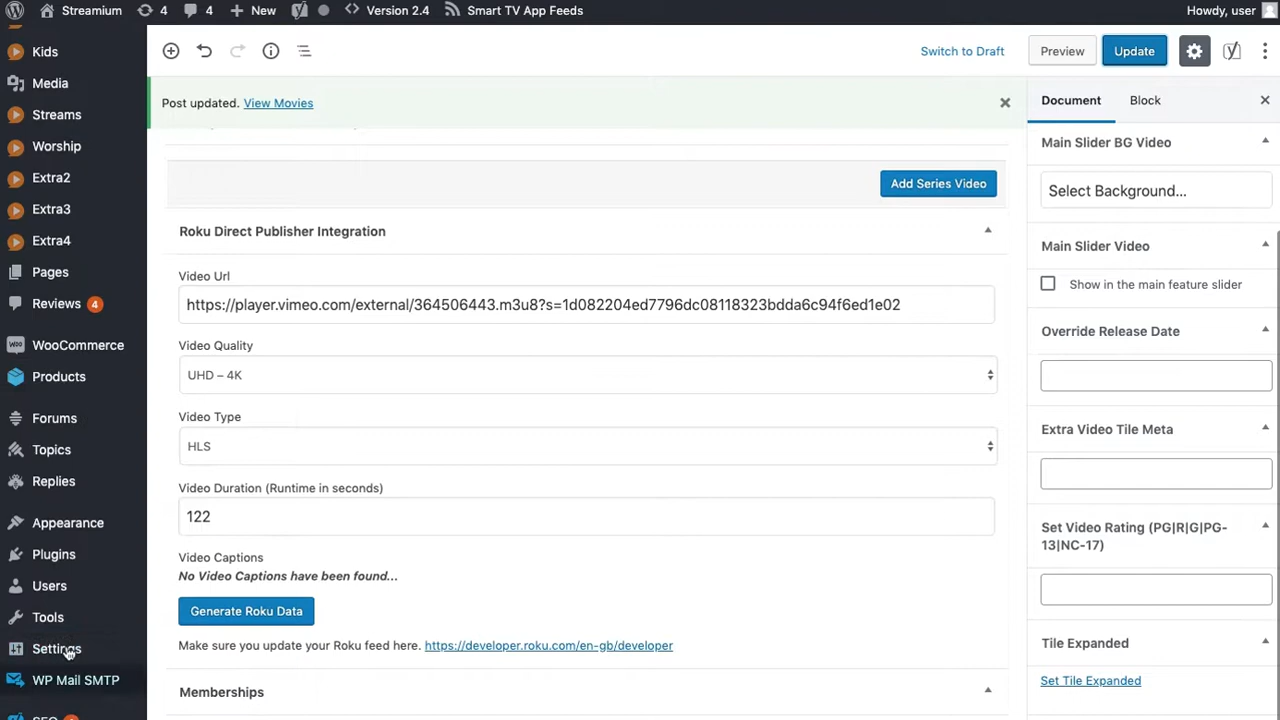 Streamium 4 4 New Version 2.4 Smart TV App Feeds Howdy, user
Kids
Media
Streams
Worship
Extra2
Extra3
Extra4
Pages
Reviews 4
WooCommerce
Products
Forums
Topics
Replies
Appearance
Plugins
Users
Tools
Settings
WP Mail SMTP
Switch to Draft Preview Update
Post updated. View Movies
Add Series Video
Roku Direct Publisher Integration
Video Url
https://player.vimeo.com/external/364506443.m3u8?s=1d082204ed7796dc08118323bdda6c94f6ed1e02
Video Quality
UHD – 4K
Video Type
HLS
Video Duration (Runtime in seconds)
122
Video Captions
No Video Captions have been found...
Generate Roku Data
Make sure you update your Roku feed here. https://developer.roku.com/en-gb/developer
Memberships
Document Block
Main Slider BG Video
Select Background...
Main Slider Video
Show in the main feature slider
Override Release Date
Extra Video Tile Meta
Set Video Rating (PG|R|G|PG-
13|NC-17)
Tile Expanded
Set Tile Expanded